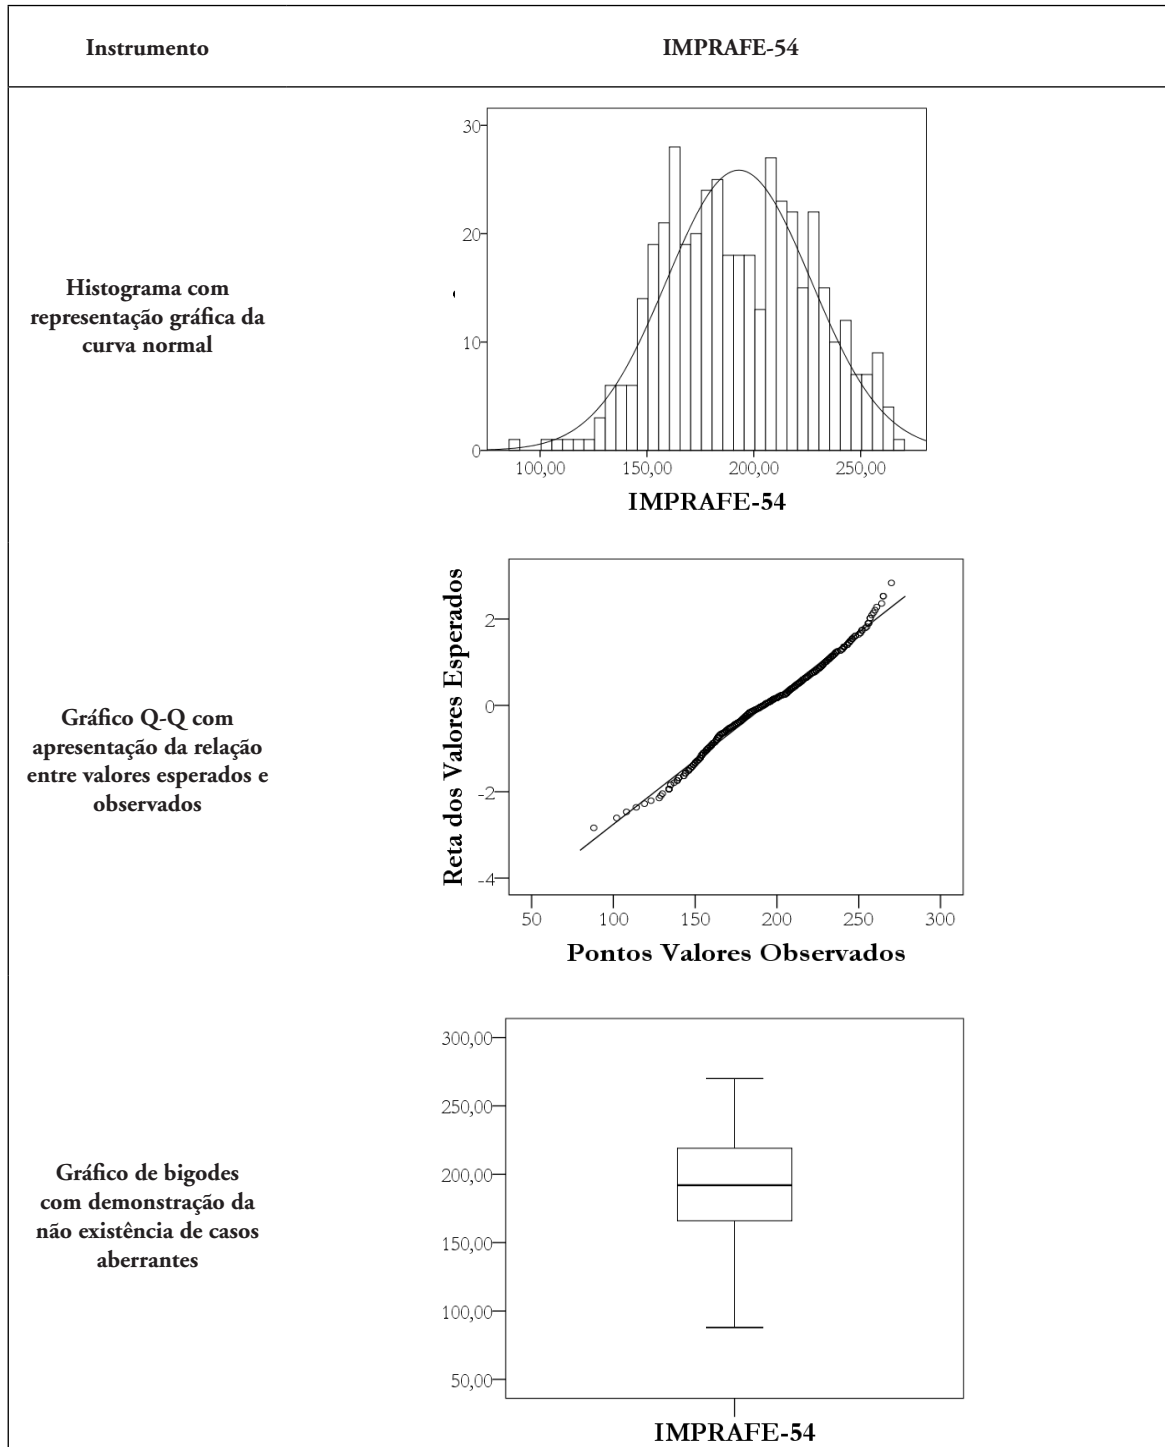 Instrumento
IMPRAFE-54
Histograma com
representação gráfica da
curva normal
30
20
10
0
100,00 150,00 200,00 250,00
IMPRAFE-54
Gráfico Q-Q com
apresentação da relação
entre valores esperados e
observados
Reta dos Valores Esperados
2
0
-2
-4
50 100 150 200 250 300
Pontos Valores Observados
Gráfico de bigodes
com demonstração da
não existência de casos
aberrantes
300,00
250,00
200,00
150,00
100,00
50,00
IMPRAFE-54